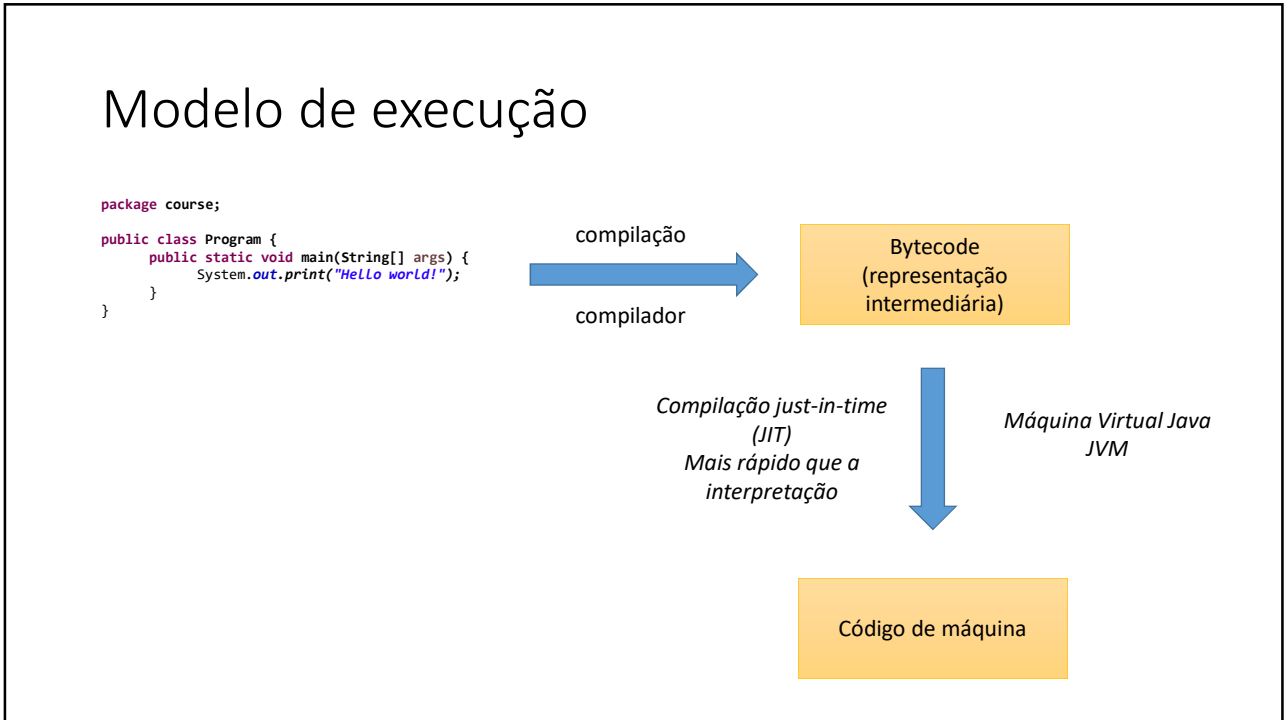 Modelo de execução
package course;
public class Program {
public static void main(String[] args) {
System.out.print("Hello world!");
}
}
compilação
compilador
Bytecode
(representação
intermediária)
Compilação just-in-time
(JIT)
Mais rápido que a
interpretação
Máquina Virtual Java
JVM
Código de máquina